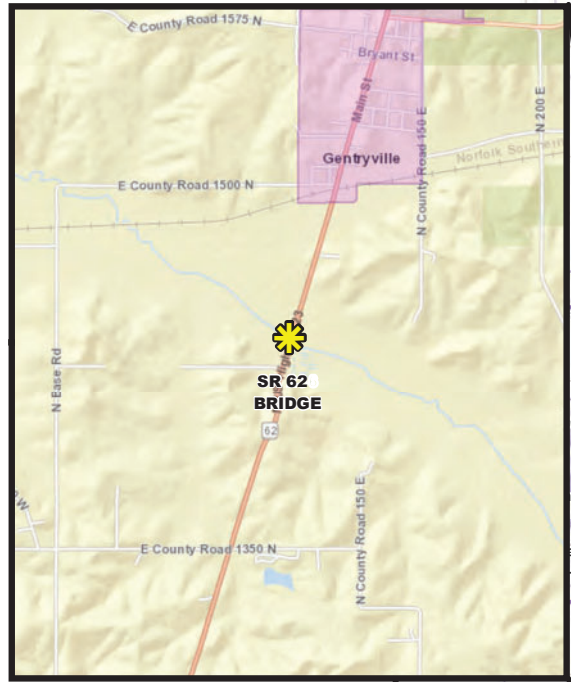 E County Road 1575 N
Bryant St
Main St
N 200 E
Gentryville
N County Road 150 E
Norfolk Southern
E County Road 1500 N
N Ease Rd
SR 62
BRIDGE
62
N County Road 150 E
E County Road 1350 N
W